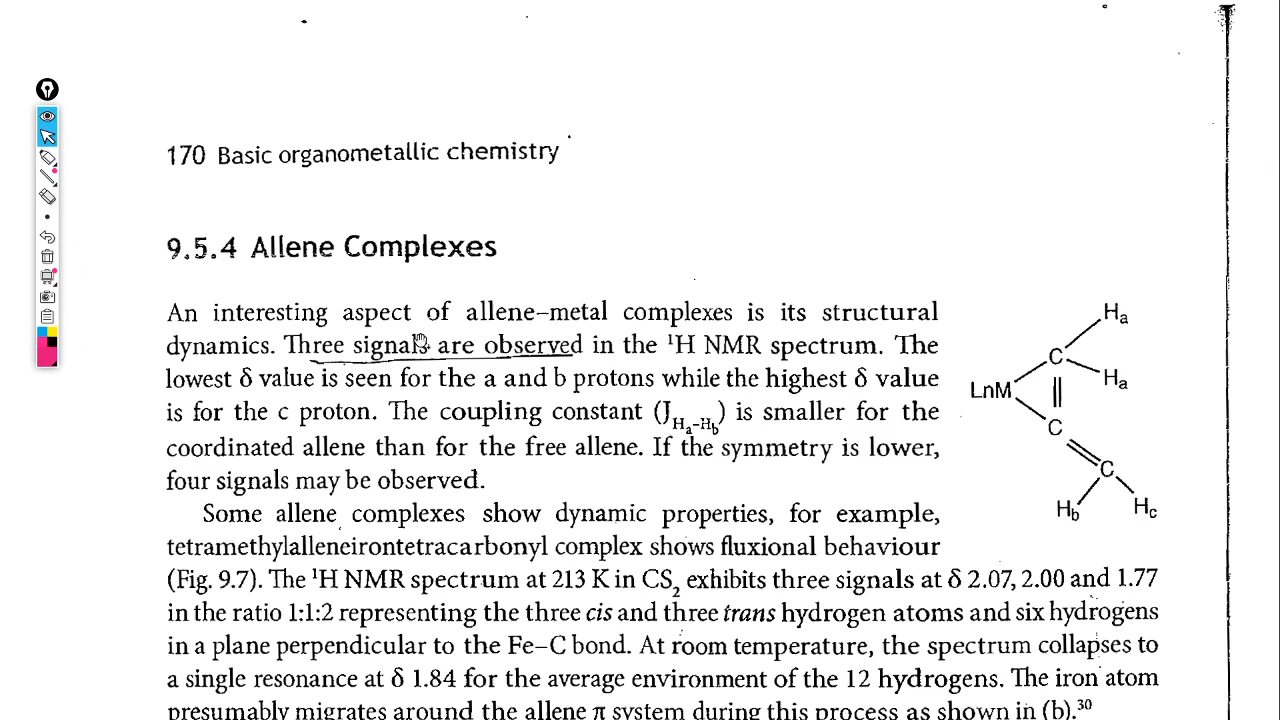 170 Basic organometallic chemistry
9.5.4 Allene Complexes
An interesting aspect of allene–metal complexes is its structural
dynamics. Three signals are observed in the ¹H NMR spectrum. The
lowest δ value is seen for the a and b protons while the highest δ value
is for the c proton. The coupling constant (J_{Hₐ–H_b}) is smaller for the
coordinated allene than for the free allene. If the symmetry is lower,
four signals may be observed.
Some allene complexes show dynamic properties, for example,
tetramethylalleneirontetracarbonyl complex shows fluxional behaviour
(Fig. 9.7). The ¹H NMR spectrum at 213 K in CS₂ exhibits three signals at δ 2.07, 2.00 and 1.77
in the ratio 1:1:2 representing the three cis and three trans hydrogen atoms and six hydrogens
in a plane perpendicular to the Fe–C bond. At room temperature, the spectrum collapses to
a single resonance at δ 1.84 for the average environment of the 12 hydrogens. The iron atom
presumably migrates around the allene π system during this process as shown in (b).³⁰
Ha
C
Ha
LnM
C
C
Hb
Hc